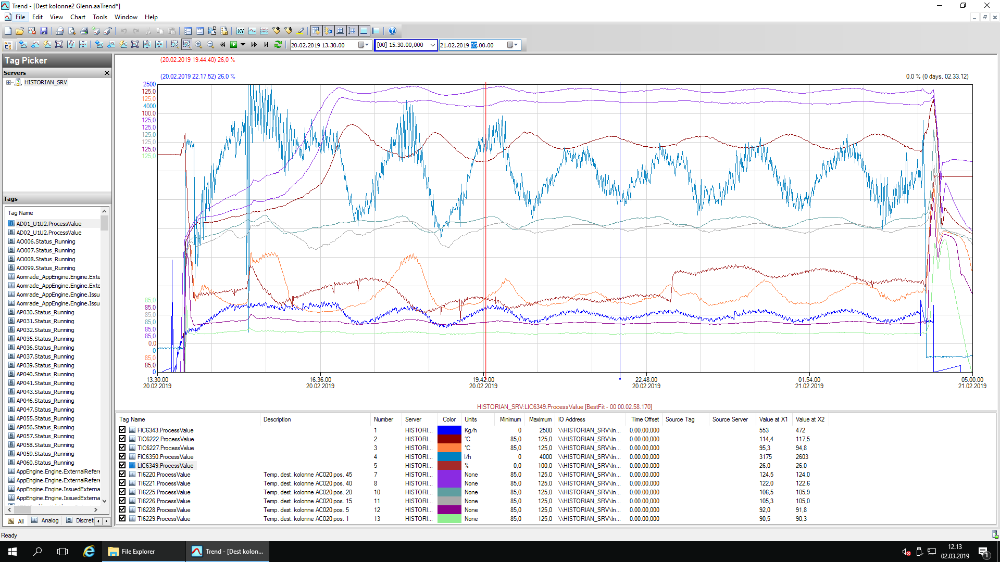 Trend - [Dest kolonne2 Glenn.aaTrend*]
File Edit View Chart Tools Window Help
20.02.2019 13.30.00 [00] 15.30.00,000 21.02.2019 05.00.00
Tag Picker
Servers
HISTORIAN_SRV
Tags
Tag Name
AD01_U1U2.ProcessValue
AD02_U1U2.ProcessValue
AO006.Status_Running
AO007.Status_Running
AO008.Status_Running
AO099.Status_Running
Aomrade_AppEngine.Engine.Exte
Aomrade_AppEngine.Engine.Exte
Aomrade_AppEngine.Engine.Issu
Aomrade_AppEngine.Engine.Issu
AP030.Status_Running
AP031.Status_Running
AP032.Status_Running
AP035.Status_Running
AP036.Status_Running
AP037.Status_Running
AP039.Status_Running
AP040.Status_Running
AP041.Status_Running
AP043.Status_Running
AP046.Status_Running
AP047.Status_Running
AP055.Status_Running
AP056.Status_Running
AP057.Status_Running
AP058.Status_Running
AP059.Status_Running
AP060.Status_Running
AppEngine.Engine.ExternalRefere
AppEngine.Engine.ExternalRefere
AppEngine.Engine.IssuedExterna
AppEngine.Engine.IssuedExterna
All Analog Discret
(20.02.2019 19.44.40) 26,0 %
(20.02.2019 22.17.52) 26,0 %
0,0 % (0 days, 02.33.12)
2500
125,0
125,0
4000
100,0
125,0
125,0
125,0
125,0
125,0
125,0
85,0
85,0
85,0
85,0
85,0
85,0
0,0
0
85,0
85,0
0
13.30.00 16.36.00 19.42.00 22.48.00 01.54.00 05.00.00
20.02.2019 20.02.2019 20.02.2019 20.02.2019 21.02.2019 21.02.2019
HISTORIAN_SRV:LIC6349.ProcessValue [BestFit - 00 00.02.58.170]
Tag Name Description Number Server Color Units Minimum Maximum IO Address Time Offset Source Tag Source Server Value at X1 Value at X2
FIC6343.ProcessValue 1 HISTORI... Kg/h 0 2500 \\HISTORIAN_SRV\In... 0.00.00,000 553 472
TIC6222.ProcessValue 2 HISTORI... °C 85,0 125,0 \\HISTORIAN_SRV\In... 0.00.00,000 114,4 117,5
TIC6227.ProcessValue 3 HISTORI... °C 85,0 125,0 \\HISTORIAN_SRV\In... 0.00.00,000 95,3 94,8
FIC6350.ProcessValue 4 HISTORI... l/h 0 4000 \\HISTORIAN_SRV\In... 0.00.00,000 3175 2603
LIC6349.ProcessValue 5 HISTORI... % 0,0 100,0 \\HISTORIAN_SRV\In... 0.00.00,000 26,0 26,0
TI6220.ProcessValue Temp. dest. kolonne AC020 pos. 45 7 HISTORI... None 85,0 125,0 \\HISTORIAN_SRV\In... 0.00.00,000 124,5 124,0
TI6221.ProcessValue Temp. dest. kolonne AC020 pos. 40 8 HISTORI... None 85,0 125,0 \\HISTORIAN_SRV\In... 0.00.00,000 122,0 122,6
TI6225.ProcessValue Temp. dest. kolonne AC020 pos. 20 10 HISTORI... None 85,0 125,0 \\HISTORIAN_SRV\In... 0.00.00,000 106,5 105,9
TI6226.ProcessValue Temp. dest. kolonne AC020 pos. 15 11 HISTORI... None 85,0 125,0 \\HISTORIAN_SRV\In... 0.00.00,000 105,3 105,0
TI6228.ProcessValue Temp. dest. kolonne AC020 pos. 5 12 HISTORI... None 85,0 125,0 \\HISTORIAN_SRV\In... 0.00.00,000 92,0 91,8
TI6229.ProcessValue Temp. dest. kolonne AC020 pos. 1 13 HISTORI... None 85,0 125,0 \\HISTORIAN_SRV\In... 0.00.00,000 90,5 90,3
Ready
File Explorer
Trend - [Dest kolon...
12.13
02.03.2019
1